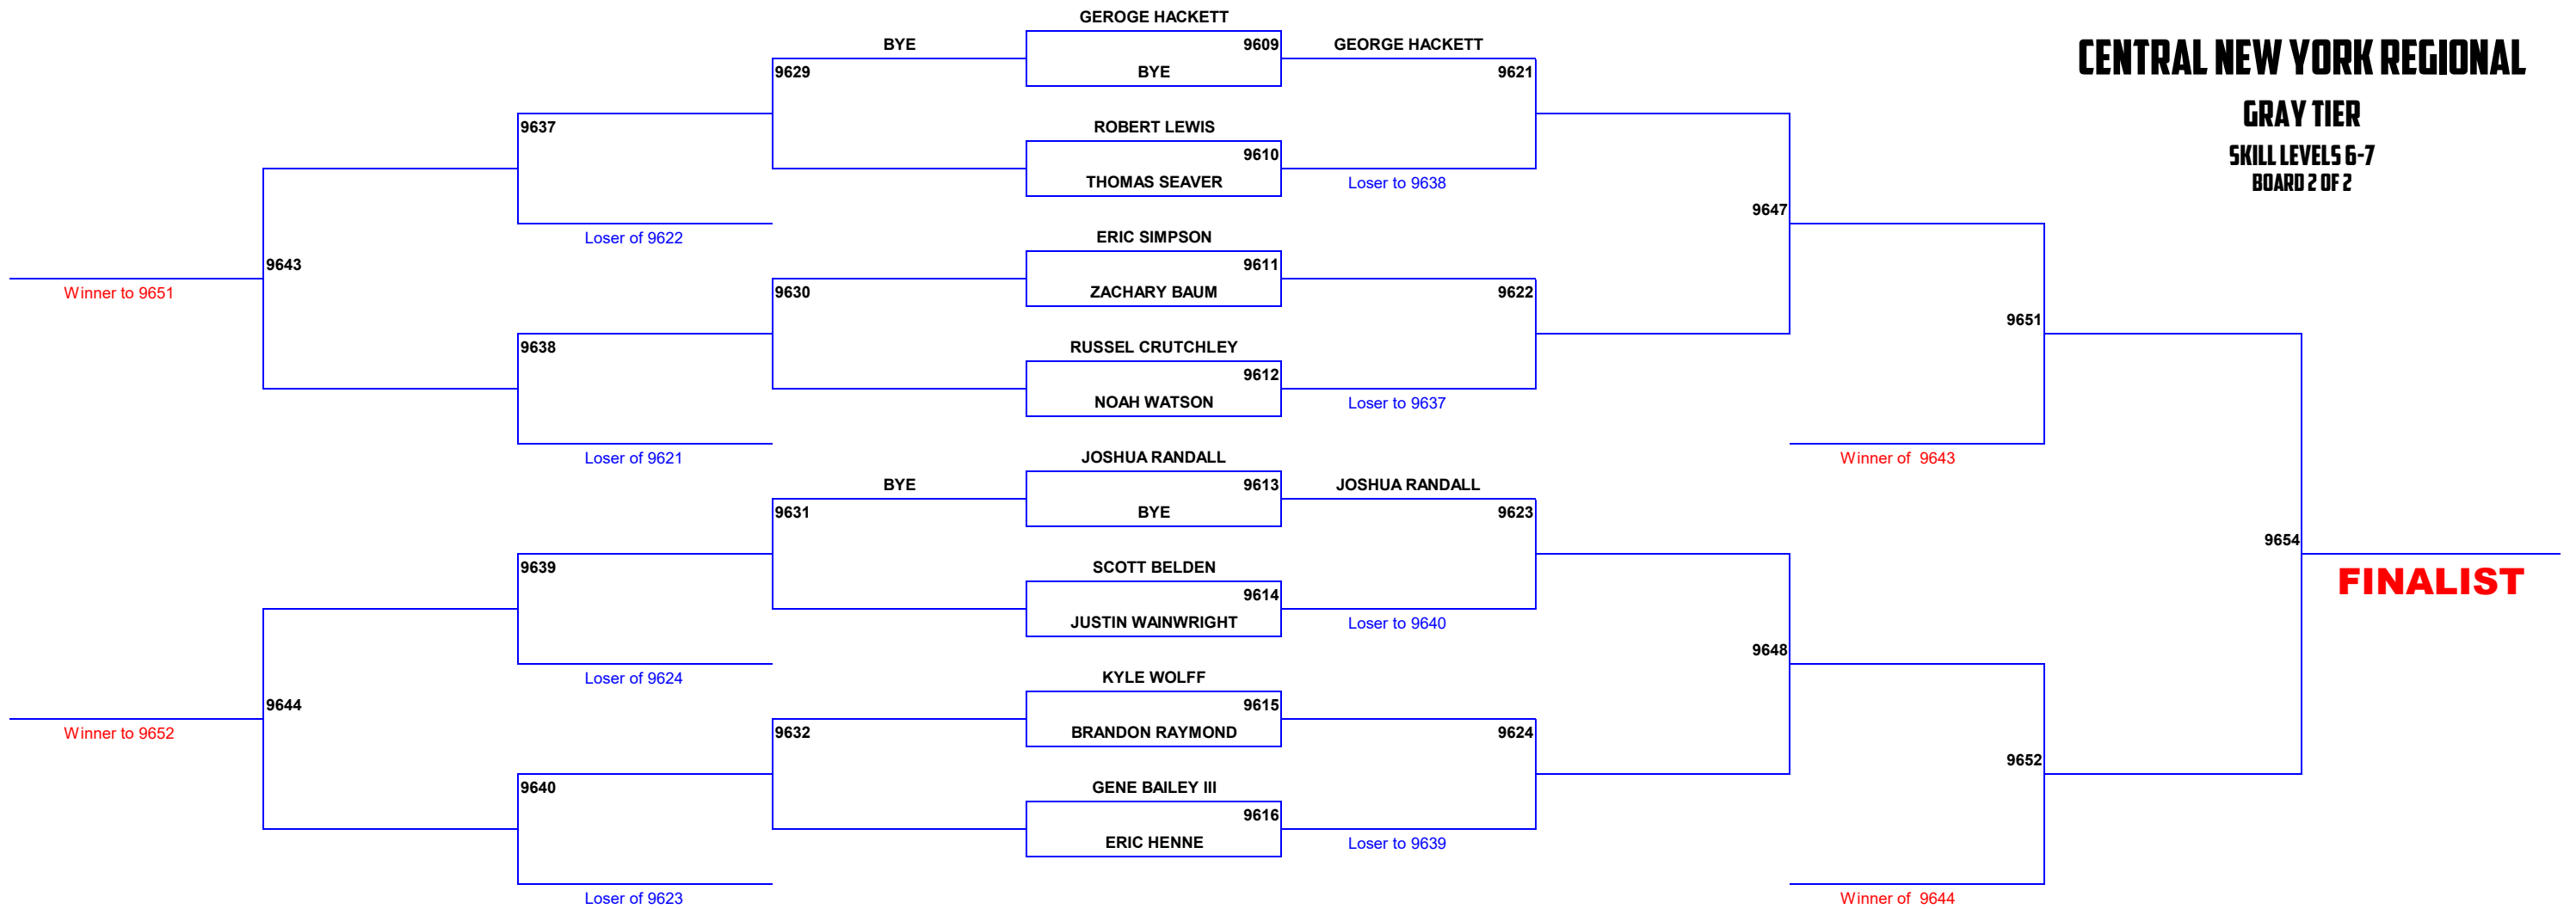 GEROGE HACKETT
BYE
9609
GEORGE HACKETT
CENTRAL NEW YORK REGIONAL
9629
BYE
9621
GRAY TIER
9637
ROBERT LEWIS
9610
SKILL LEVELS 6-7
THOMAS SEAVER
Loser to 9638
BOARD 2 OF 2
9647
Loser of 9622
ERIC SIMPSON
9643
9611
Winner to 9651
9630
ZACHARY BAUM
9622
9651
9638
RUSSEL CRUTCHLEY
9612
NOAH WATSON
Loser to 9637
Loser of 9621
JOSHUA RANDALL
Winner of 9643
BYE
9613
JOSHUA RANDALL
9631
BYE
9623
9654
9639
SCOTT BELDEN
FINALIST
9614
JUSTIN WAINWRIGHT
Loser to 9640
9648
Loser of 9624
KYLE WOLFF
9644
9615
Winner to 9652
9632
BRANDON RAYMOND
9624
9652
9640
GENE BAILEY III
9616
ERIC HENNE
Loser to 9639
Loser of 9623
Winner of 9644